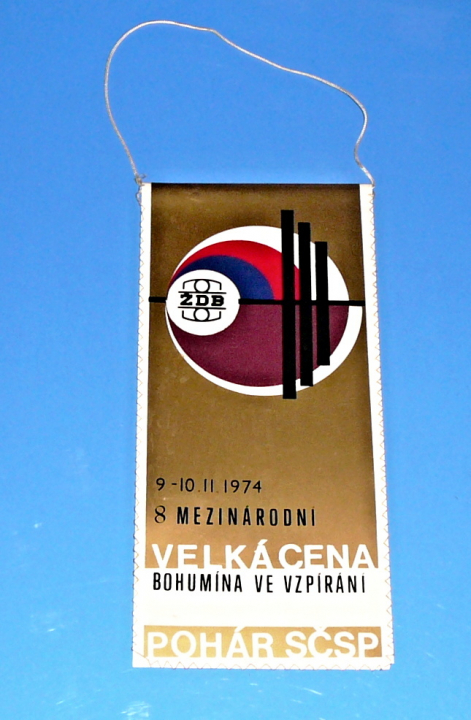 ŽDB
9-10.11.1974
8 MEZINÁRODNÍ
VELKÁ CENA
BOHUMÍNA VE VZPÍRÁNÍ
POHÁR SČSP